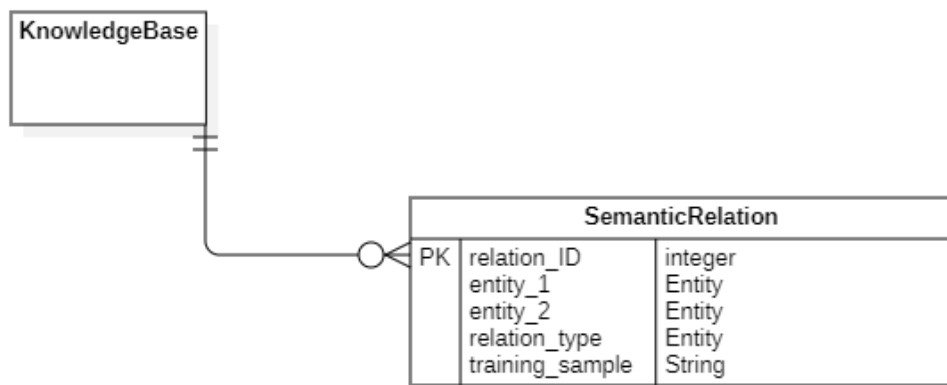 KnowledgeBase
SemanticRelation
PK relation_ID integer
entity_1 Entity
entity_2 Entity
relation_type Entity
training_sample String